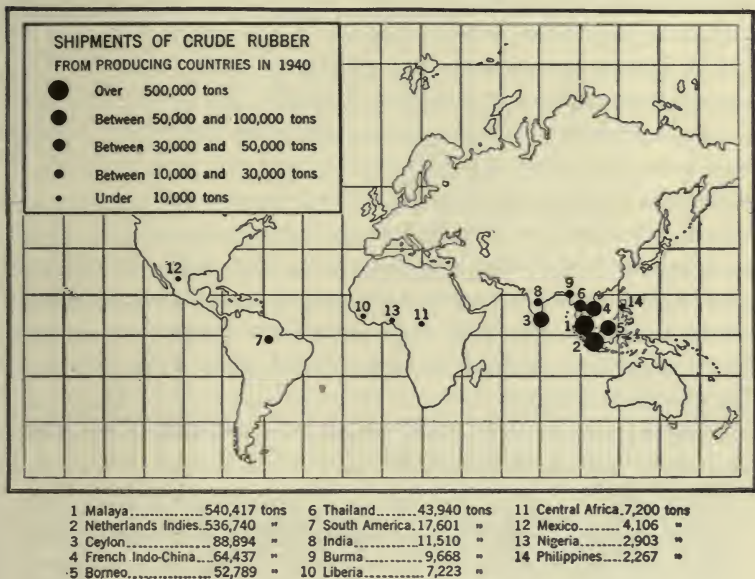 SHIPMENTS OF CRUDE RUBBER
FROM PRODUCING COUNTRIES IN 1940
Over 500,000 tons
Between 50,000 and 100,000 tons
Between 30,000 and 50,000 tons
Between 10,000 and 30,000 tons
Under 10,000 tons
12
10
13
11
7
8
9
6
3
4
14
1
5
2
1 Malaya.......... 540,417 tons 6 Thailand.......... 43,940 tons 11 Central Africa. 7,200 tons
2 Netherlands Indies. 536,740 " 7 South America. 17,601 " 12 Mexico....... 4,106 "
3 Ceylon.......... 88,894 " 8 India.......... 11,510 " 13 Nigeria....... 2,903 "
4 French Indo-China.. 64,437 " 9 Burma.......... 9,668 " 14 Philippines.... 2,267 "
5 Borneo.......... 52,789 " 10 Liberia.......... 7,223 "